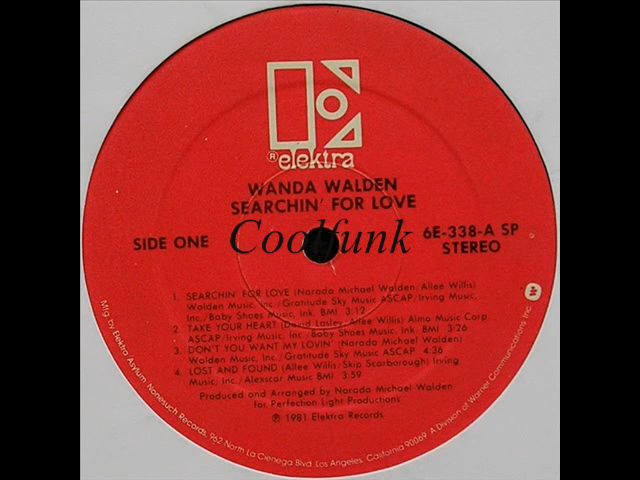 ® elektra
WANDA WALDEN
SEARCHIN' FOR LOVE
SIDE ONE
Coolfunk
6E-338-A SP
STEREO
1. SEARCHIN' FOR LOVE (Narada Michael Walden, Allee Willis)
Walden Music, Inc./Gratitude Sky Music ASCAP/Irving Music,
Inc./Baby Shoes Music, Ink. BMI 3:12
2. TAKE YOUR HEART (David Lasley/Allee Willis) Almo Music Corp.
ASCAP/Irving Music, Inc./Baby Shoes Music, Ink. BMI 3:26
3. DON'T YOU WANT MY LOVIN' (Narada Michael Walden)
Walden Music, Inc./Gratitude Sky Music ASCAP 4:36
4. LOST AND FOUND (Allee Willis/Skip Scarborough) Irving
Music, Inc./Alexscar Music BMI 3:59
Produced and Arranged by Narada Michael Walden
for Perfection Light Productions
℗ 1981 Elektra Records
Mfg by Elektra/Asylum/Nonesuch Records, 962 North La Cienega Blvd, Los Angeles, California 90069 A Division of Warner Communications Inc